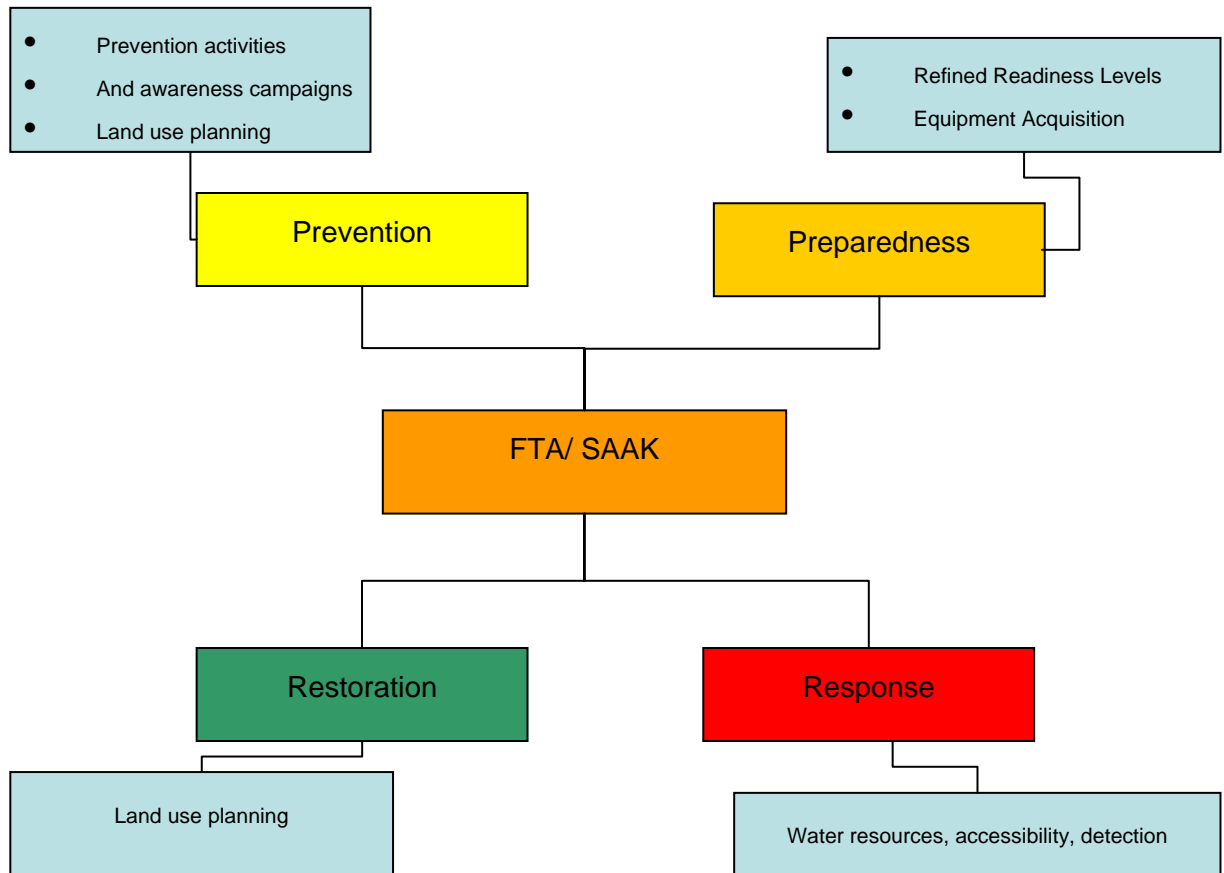 • Prevention activities
• And awareness campaigns
• Land use planning
• Refined Readiness Levels
• Equipment Acquisition
Prevention
Preparedness
FTA/ SAAK
Restoration
Response
Land use planning
Water resources, accessibility, detection